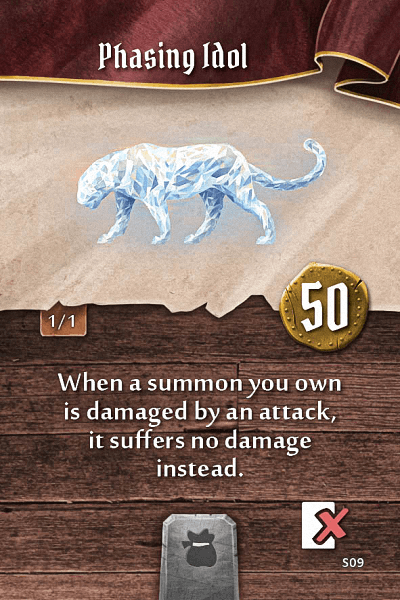 Phasing Idol
1/1
50
When a summon you own
is damaged by an attack,
it suffers no damage
instead.
S09